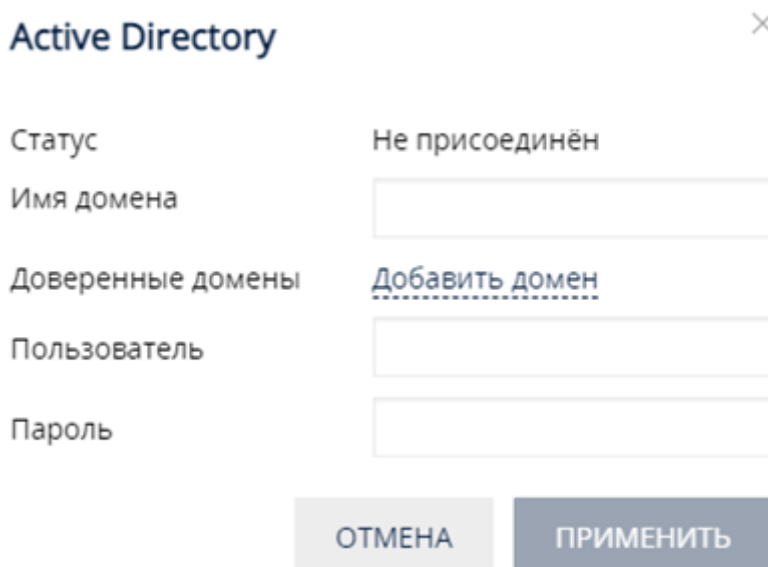 Active Directory
Статус Не присоединён
Имя домена
Доверенные домены Добавить домен
Пользователь
Пароль
ОТМЕНА ПРИМЕНИТЬ